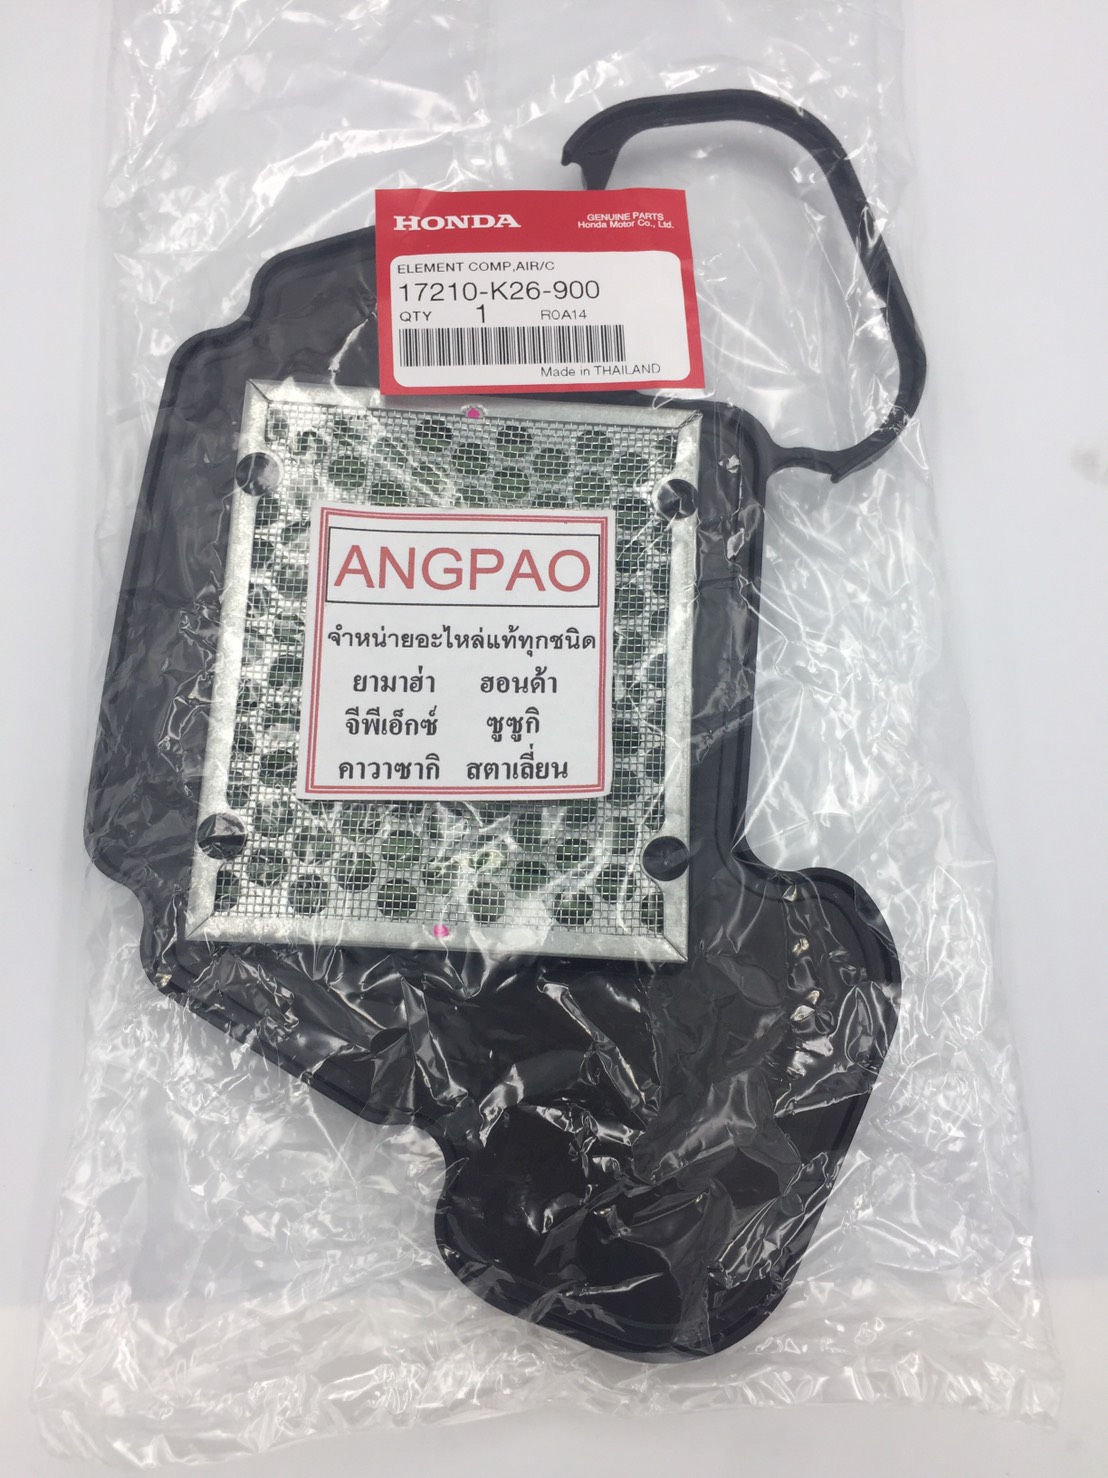 HONDA
GENUINE PARTS
Honda Motor Co., Ltd.
ELEMENT COMP,AIR/C
17210-K26-900
QTY 1 R0A14
Made in THAILAND
ANGPAO
จำหน่ายอะไหล่แท้ทุกชนิด
ยามาฮ่า ฮอนด้า
จีพีเอ็กซ์ ซูซูกิ
คาวาซากิ สตาเลี่ยน